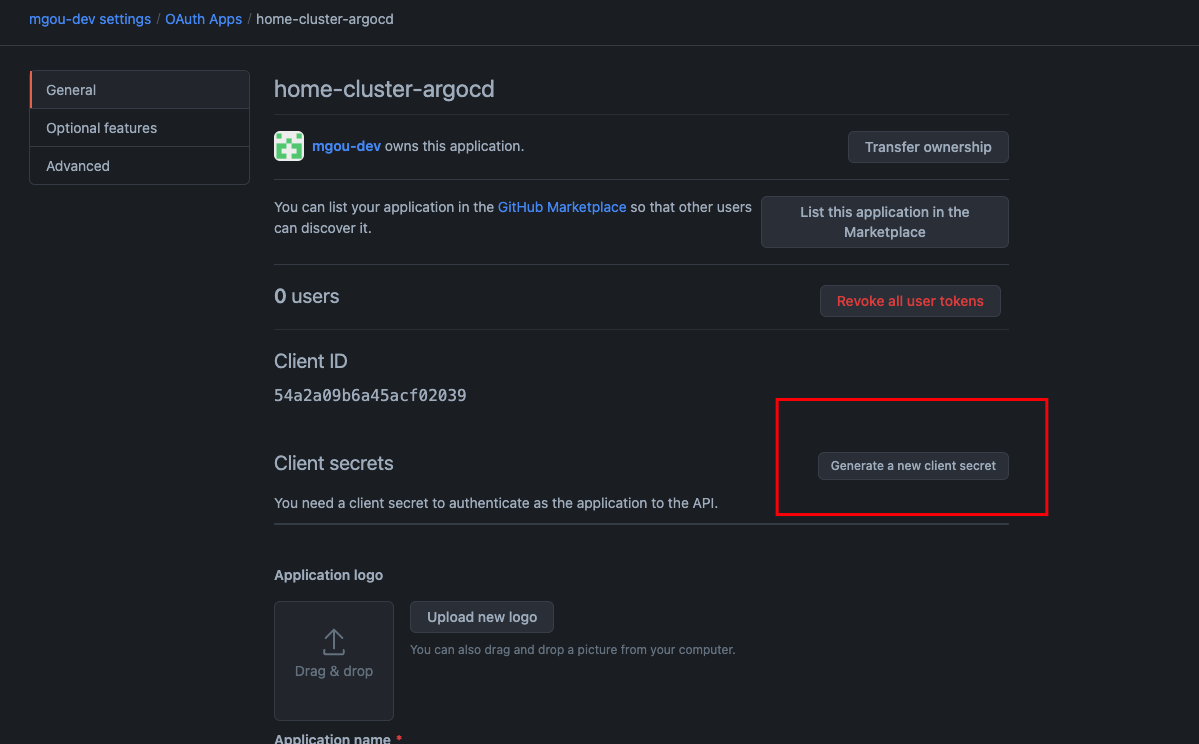 mgou-dev settings / OAuth Apps / home-cluster-argocd
General
Optional features
Advanced
home-cluster-argocd
mgou-dev owns this application.
Transfer ownership
You can list your application in the GitHub Marketplace so that other users
can discover it.
List this application in the
Marketplace
0 users
Revoke all user tokens
Client ID
54a2a09b6a45acf02039
Client secrets
Generate a new client secret
You need a client secret to authenticate as the application to the API.
Application logo
Drag & drop
Upload new logo
You can also drag and drop a picture from your computer.
Application name *